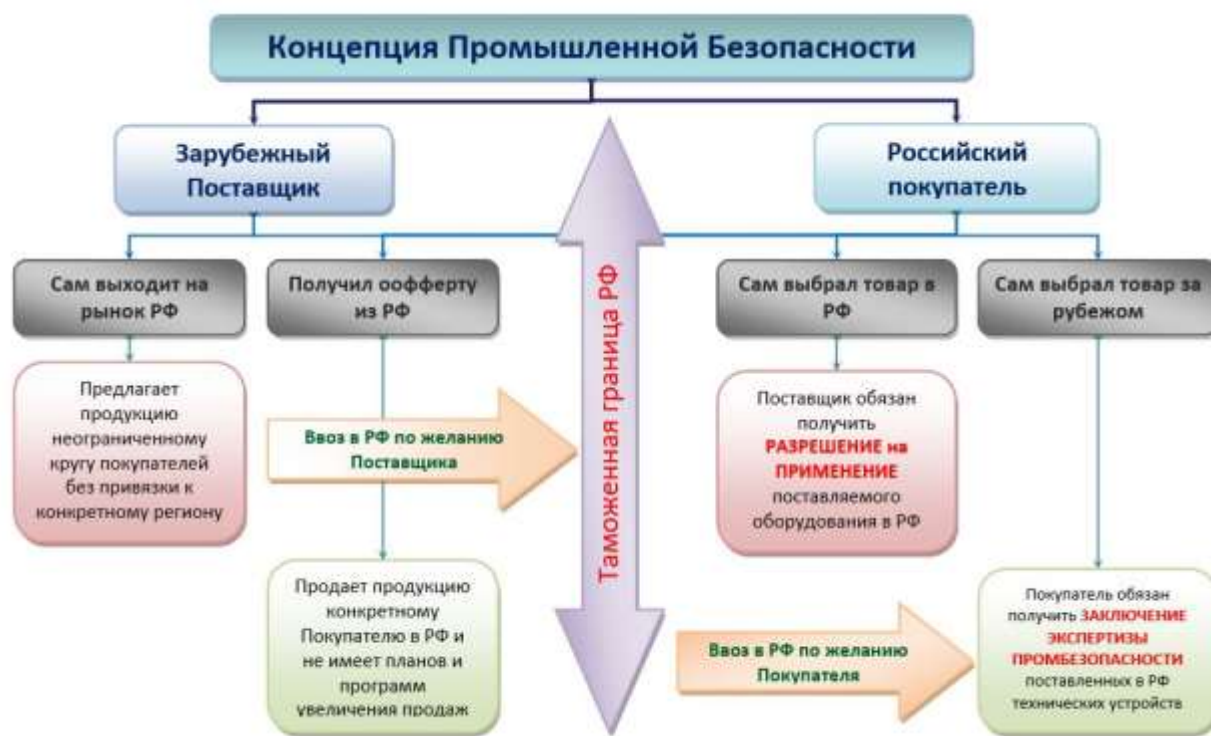 Концепция Промышленной Безопасности
Зарубежный
Поставщик
Российский
покупатель
Сам выходит на
рынок РФ
Получил оофферту
из РФ
Сам выбрал товар в
РФ
Сам выбрал товар за
рубежом
Предлагает
продукцию
неограниченному
кругу покупателей
без привязки к
конкретному региону
Ввоз в РФ по желанию
Поставщика
Таможенная граница РФ
Поставщик обязан
получить
РАЗРЕШЕНИЕ на
ПРИМЕНЕНИЕ
поставляемого
оборудования в РФ
Продает продукцию
конкретному
Покупателю в РФ и
не имеет планов и
программ
увеличения продаж
Ввоз в РФ по желанию
Покупателя
Покупатель обязан
получить ЗАКЛЮЧЕНИЕ
ЭКСПЕРТИЗЫ
ПРОМБЕЗОПАСНОСТИ
поставленных в РФ
технических устройств